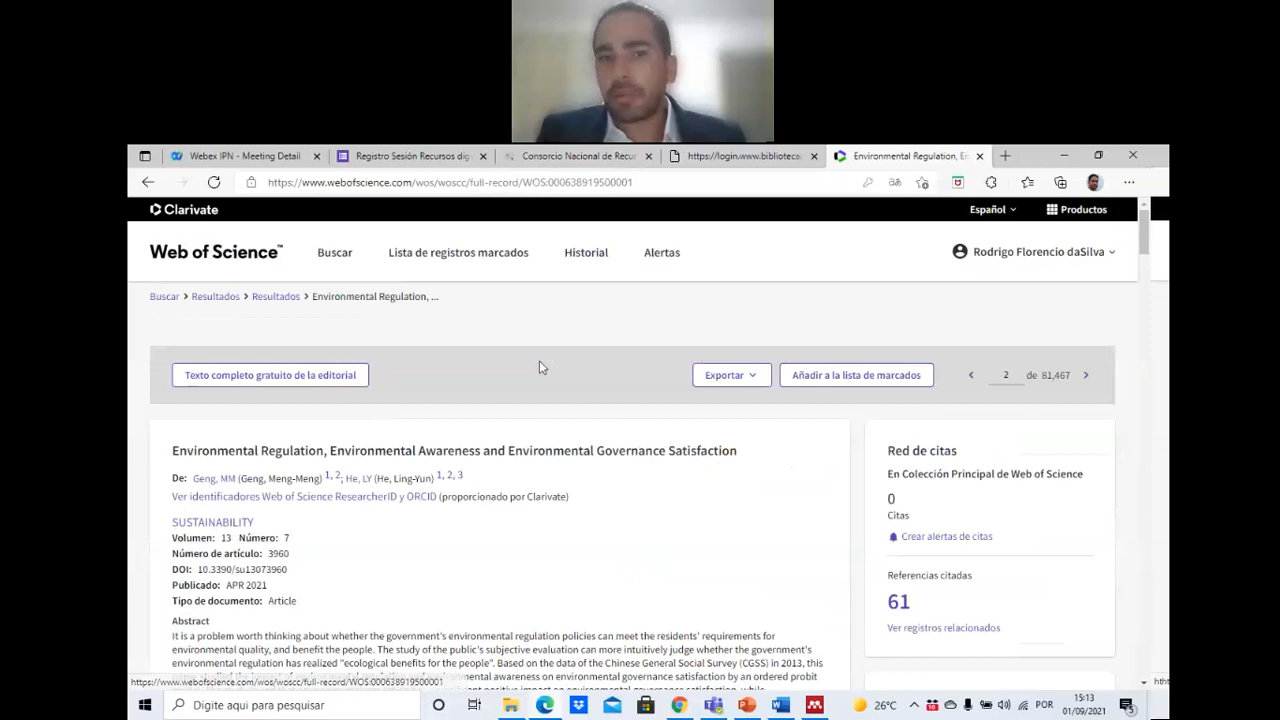 Webex IPN - Meeting Detail
Registro Sesión Recursos dig
Consorcio Nacional de Recur
https://login.www.biblioteca
Environmental Regulation, E
https://www.webofscience.com/wos/woscc/full-record/WOS:000638919500001
Clarivate
Español
Productos
Web of Science™
Buscar
Lista de registros marcados
Historial
Alertas
Rodrigo Florencio daSilva
Buscar > Resultados > Resultados > Environmental Regulation, ...
Texto completo gratuito de la editorial
Exportar
Añadir a la lista de marcados
2 de 81,467
Environmental Regulation, Environmental Awareness and Environmental Governance Satisfaction
De: Geng, MM (Geng, Meng-Meng) 1, 2; He, LY (He, Ling-Yun) 1, 2, 3
Ver identificadores Web of Science ResearcherID y ORCID (proporcionado por Clarivate)
SUSTAINABILITY
Volumen: 13 Número: 7
Número de artículo: 3960
DOI: 10.3390/su13073960
Publicado: APR 2021
Tipo de documento: Article
Abstract
It is a problem worth thinking about whether the government's environmental regulation policies can meet the residents' requirements for
environmental quality, and benefit the people. The study of the public's subjective evaluation can more intuitively judge whether the government's
environmental regulation has realized "ecological benefits for the people". Based on the data of the Chinese General Social Survey (CGSS) in 2013, this
mental awareness on environmental governance satisfaction by an ordered probit
Red de citas
En Colección Principal de Web of Science
0
Citas
Crear alertas de citas
Referencias citadas
61
Ver registros relacionados
https://www.webofscience.com/wos/woscc/full-record/WOS:000638919500001
Digite aqui para pesquisar
26°C
POR
15:13
01/09/2021